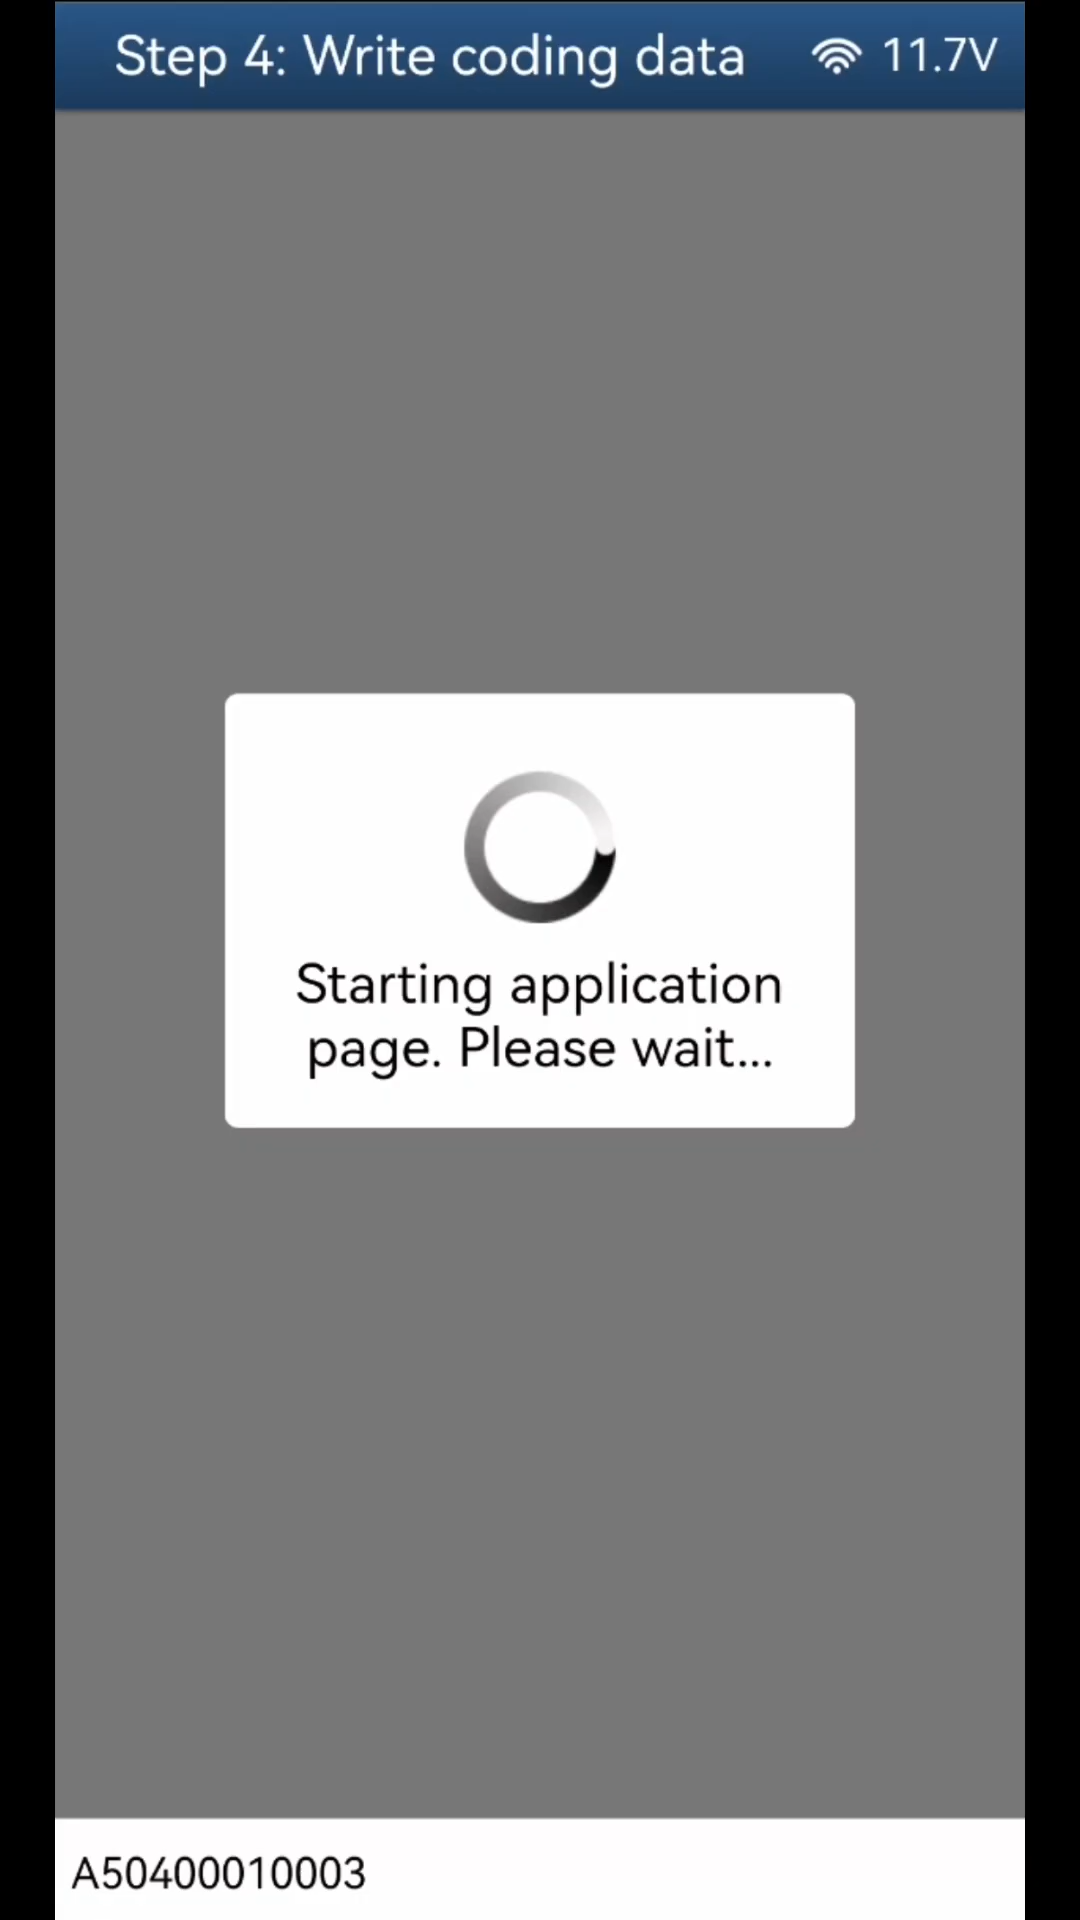 Step 4: Write coding data 11.7V
Starting application
page. Please wait...
A50400010003